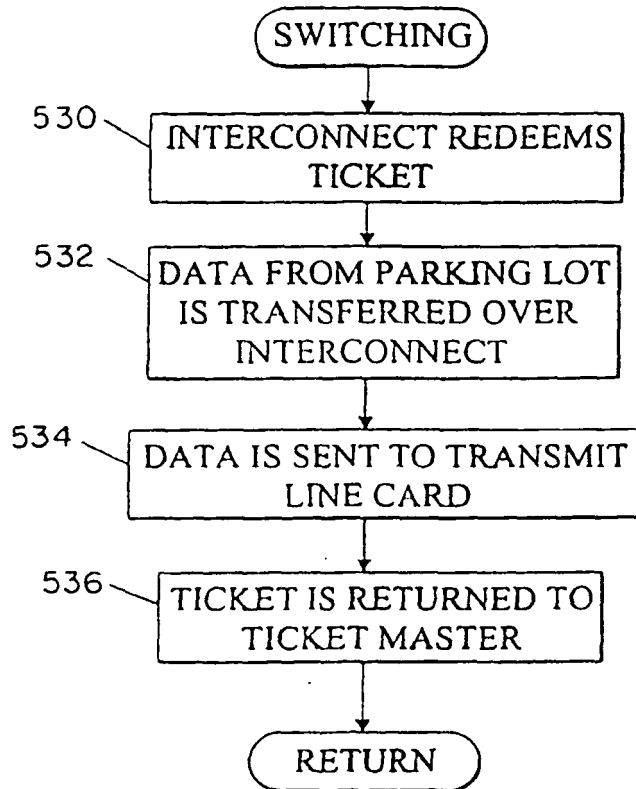 SWITCHING
530
INTERCONNECT REDEEMS
TICKET
532
DATA FROM PARKING LOT
IS TRANSFERRED OVER
INTERCONNECT
534
DATA IS SENT TO TRANSMIT
LINE CARD
536
TICKET IS RETURNED TO
TICKET MASTER
RETURN